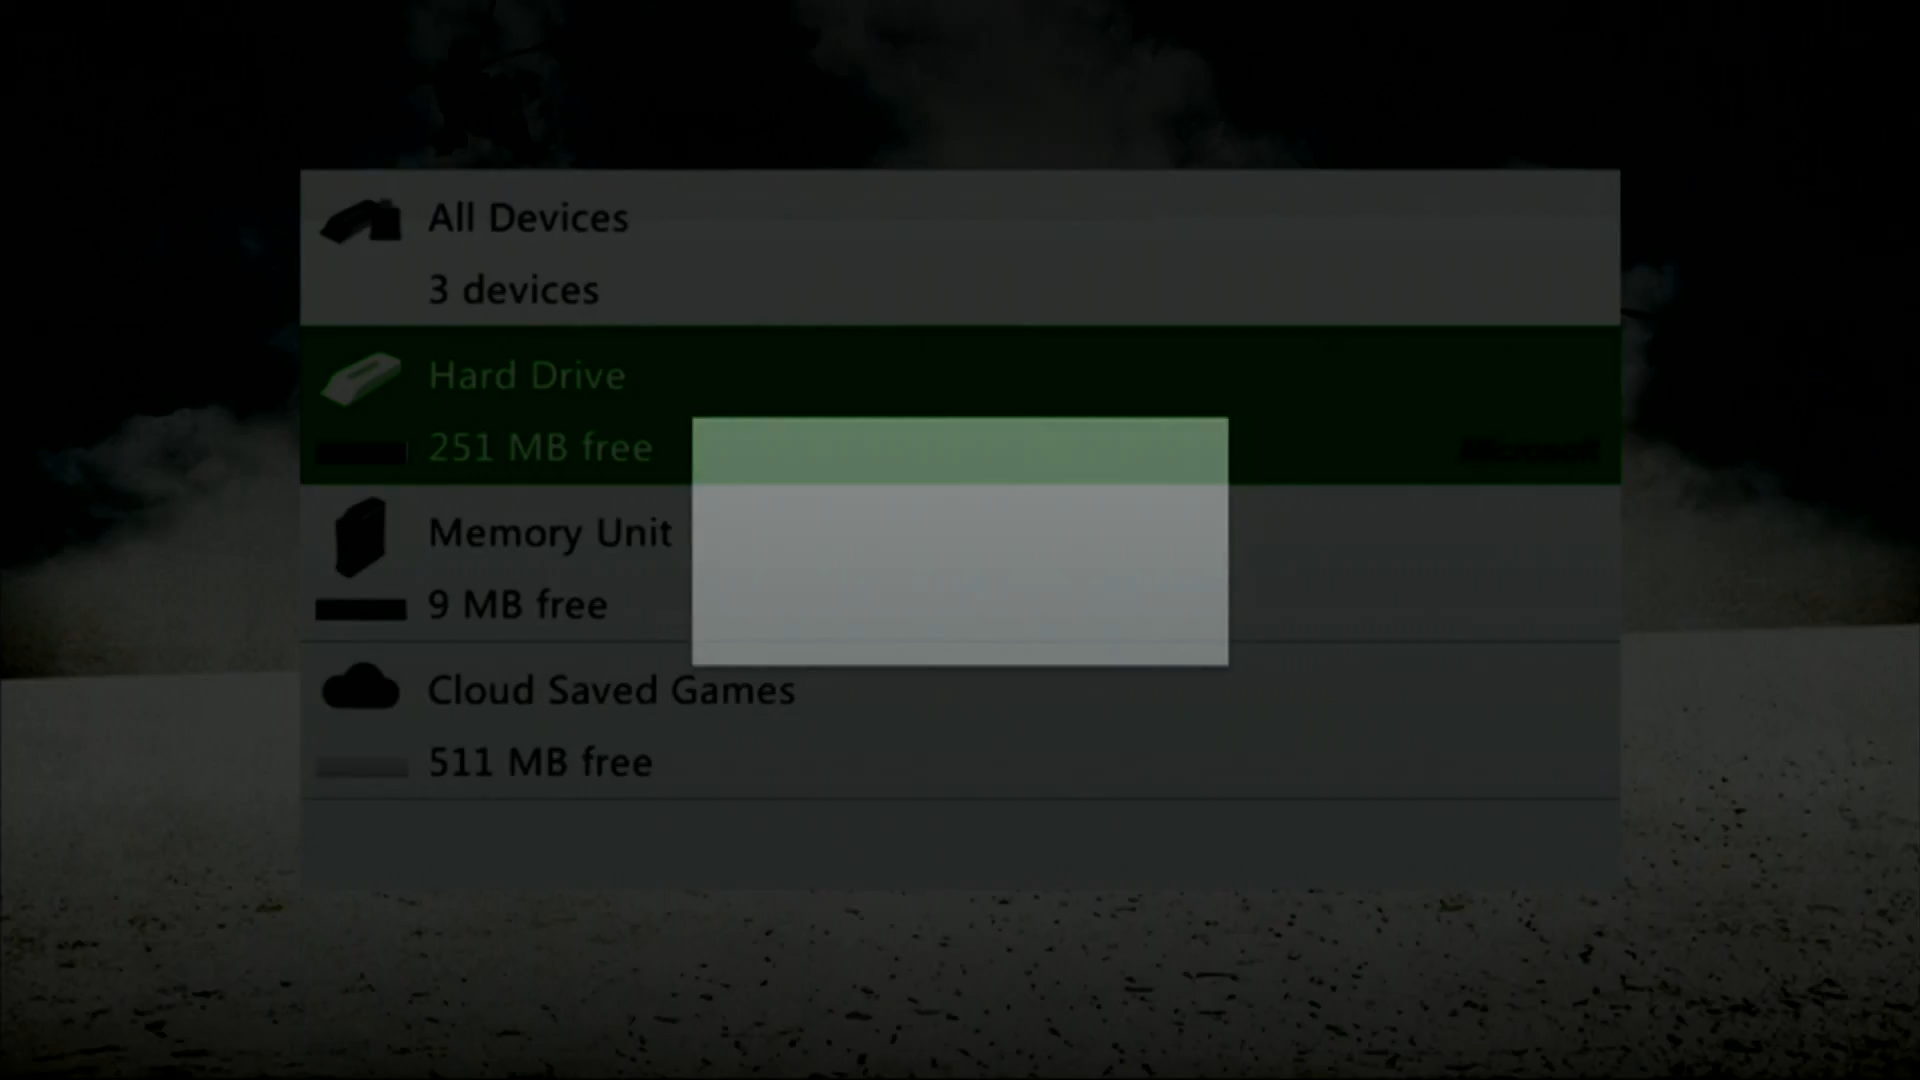 All Devices
3 devices
Hard Drive
251 MB free
Microsoft
Memory Unit
9 MB free
Cloud Saved Games
511 MB free